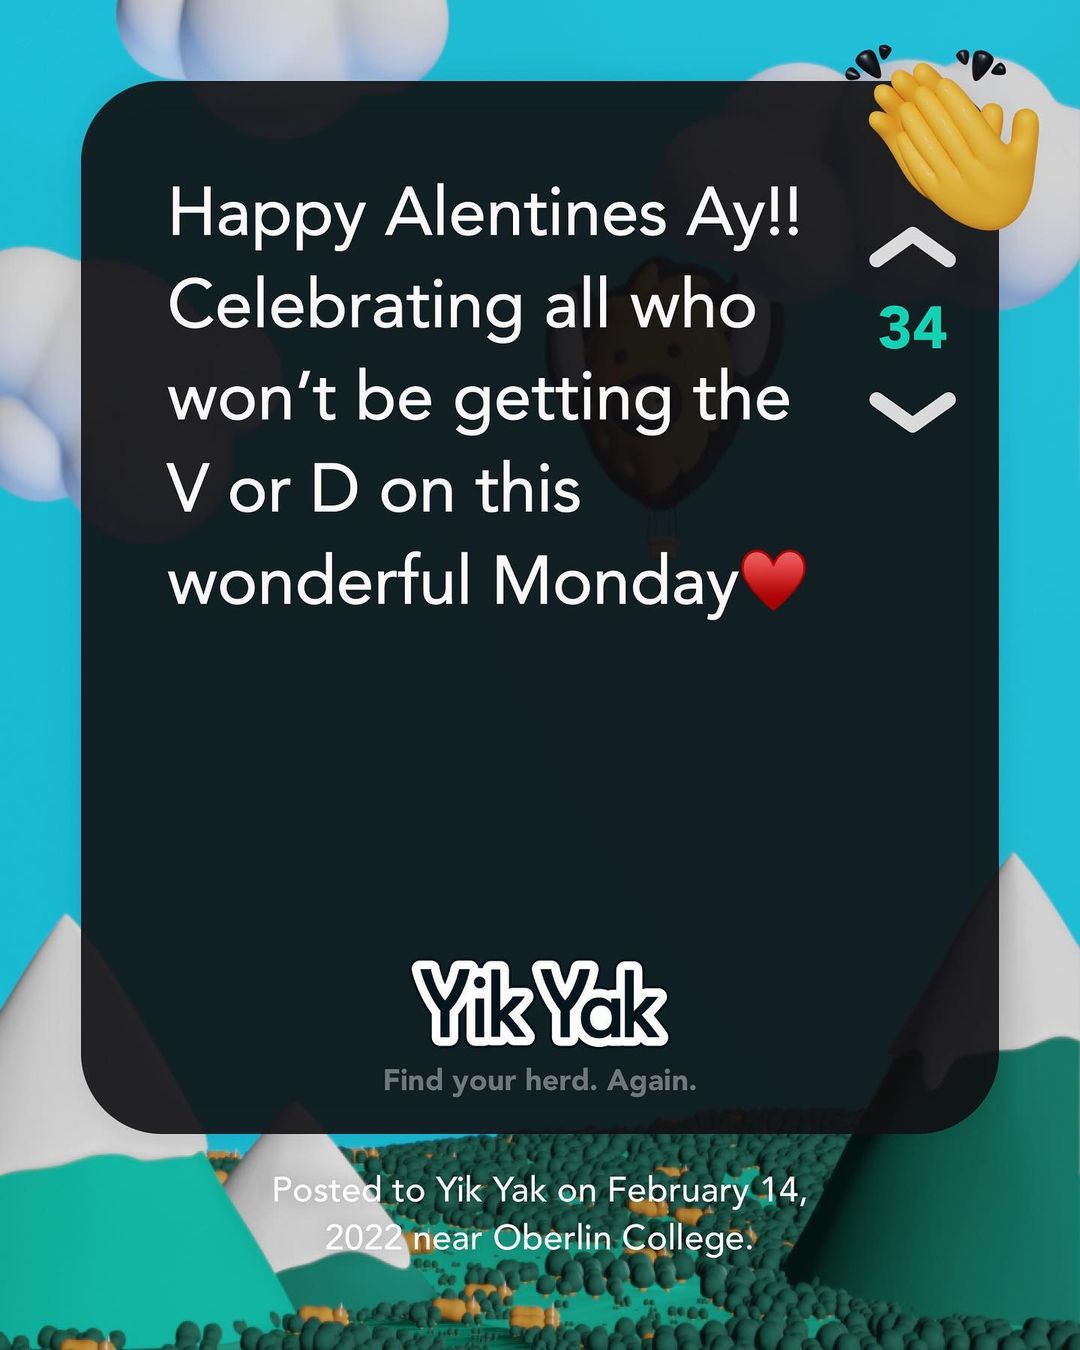 Happy Alentines Ay!!
Celebrating all who
won’t be getting the
V or D on this
wonderful Monday♥️
34
Yik Yak
Find your herd. Again.
Posted to Yik Yak on February 14,
2022 near Oberlin College.